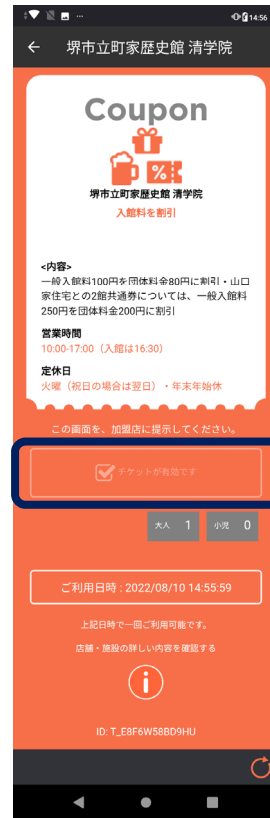 14:56
堺市立町家歴史館 清学院
Coupon
%
堺市立町家歴史館 清学院
入館料を割引
<内容>
一般入館料100円を団体料金80円に割引・山口
家住宅との2館共通券については、一般入館料
250円を団体料金200円に割引
営業時間
10:00-17:00（入館は16:30）
定休日
火曜（祝日の場合は翌日）・年末年始休
この画面を、加盟店に提示してください。
チケットが有効です
大人 1 小児 0
ご利用日時 : 2022/08/10 14:55:59
上記日時で一回ご利用可能です。
店舗・施設の詳しい内容を確認する
i
ID: T_E8F6W58BD9HU